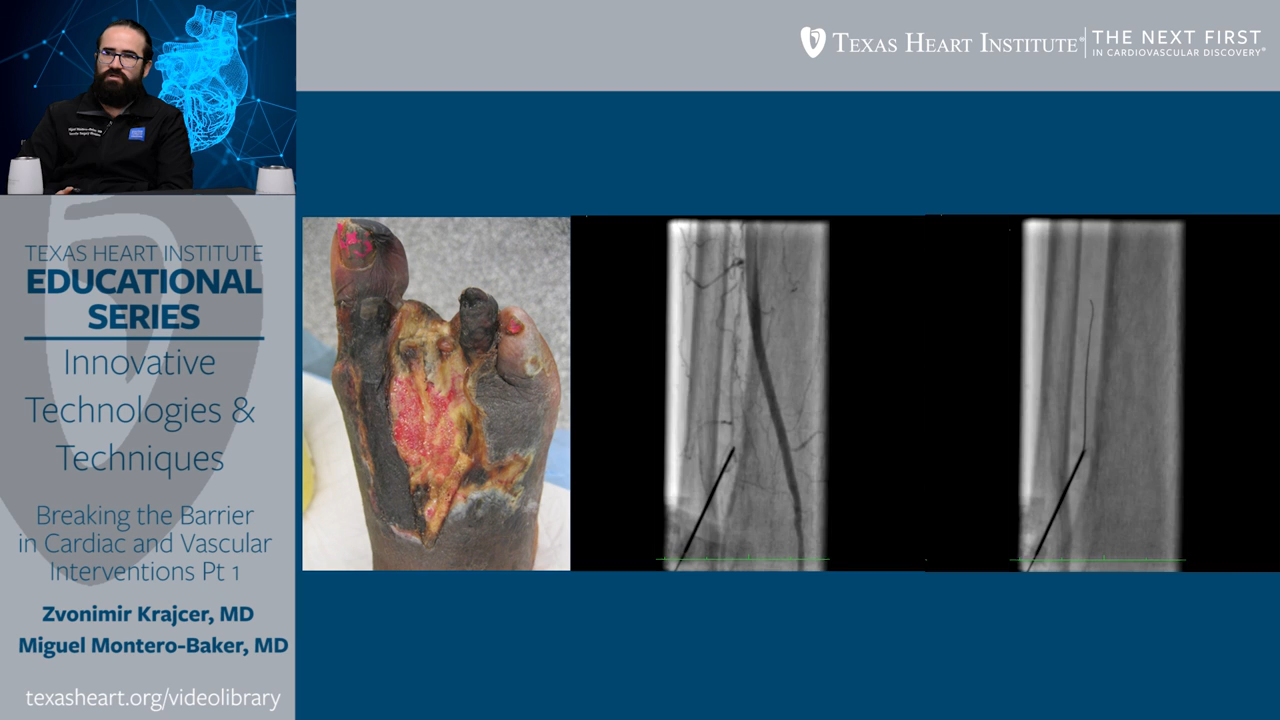 TEXAS HEART INSTITUTE®
THE NEXT FIRST
IN CARDIOVASCULAR DISCOVERY®
TEXAS HEART INSTITUTE
EDUCATIONAL
SERIES
Innovative
Technologies &
Techniques
Breaking the Barrier
in Cardiac and Vascular
Interventions Pt 1
Zvonimir Krajcer, MD
Miguel Montero-Baker, MD
texasheart.org/videolibrary